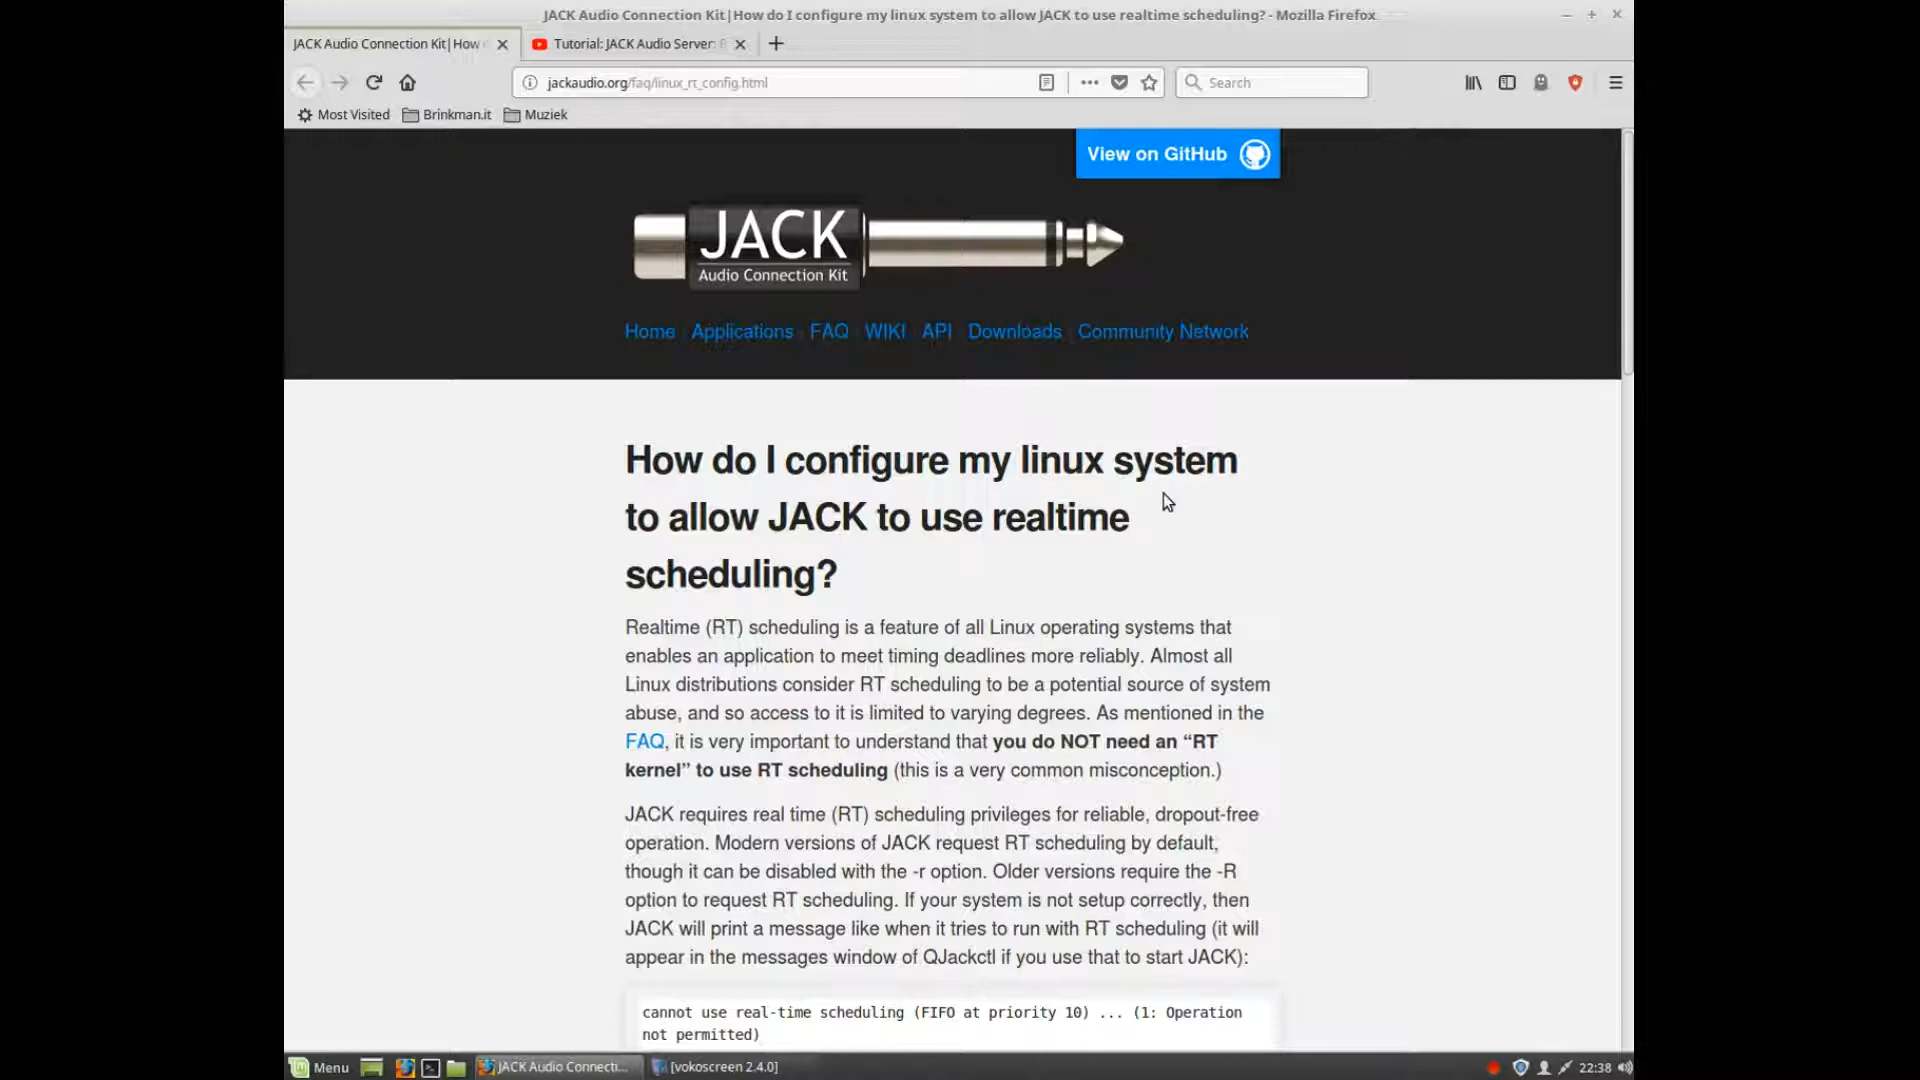 JACK Audio Connection Kit|How do I configure my linux system to allow JACK to use realtime scheduling? - Mozilla Firefox
JACK Audio Connection Kit|How
Tutorial: JACK Audio Server:
jackaudio.org/faq/linux_rt_config.html
Search
Most Visited
Brinkman.it
Muziek
View on GitHub
JACK
Audio Connection Kit
Home Applications FAQ WIKI API Downloads Community Network
How do I configure my linux system
to allow JACK to use realtime
scheduling?
Realtime (RT) scheduling is a feature of all Linux operating systems that
enables an application to meet timing deadlines more reliably. Almost all
Linux distributions consider RT scheduling to be a potential source of system
abuse, and so access to it is limited to varying degrees. As mentioned in the
FAQ, it is very important to understand that you do NOT need an “RT
kernel” to use RT scheduling (this is a very common misconception.)
JACK requires real time (RT) scheduling privileges for reliable, dropout-free
operation. Modern versions of JACK request RT scheduling by default,
though it can be disabled with the -r option. Older versions require the -R
option to request RT scheduling. If your system is not setup correctly, then
JACK will print a message like when it tries to run with RT scheduling (it will
appear in the messages window of QJackctl if you use that to start JACK):
cannot use real-time scheduling (FIFO at priority 10) ... (1: Operation
not permitted)
Menu
JACK Audio Connecti...
[vokoscreen 2.4.0]
22:38